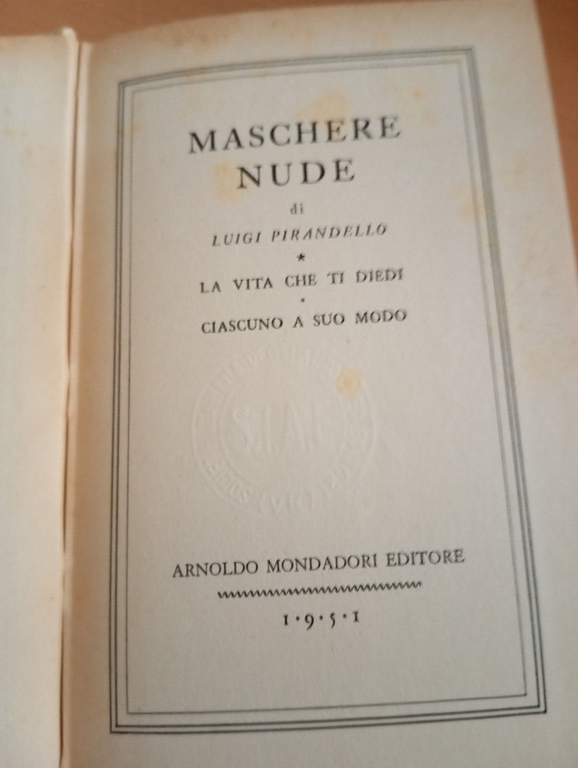 MASCHERE
NUDE
di
LUIGI PIRANDELLO
*
LA VITA CHE TI DIEDI
·
CIASCUNO A SUO MODO
ARNOLDO MONDADORI EDITORE
1·9·5·1